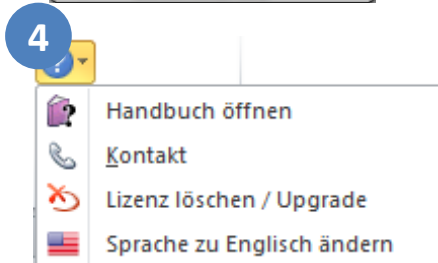 4
?
Handbuch öffnen
Kontakt
Lizenz löschen / Upgrade
Sprache zu Englisch ändern